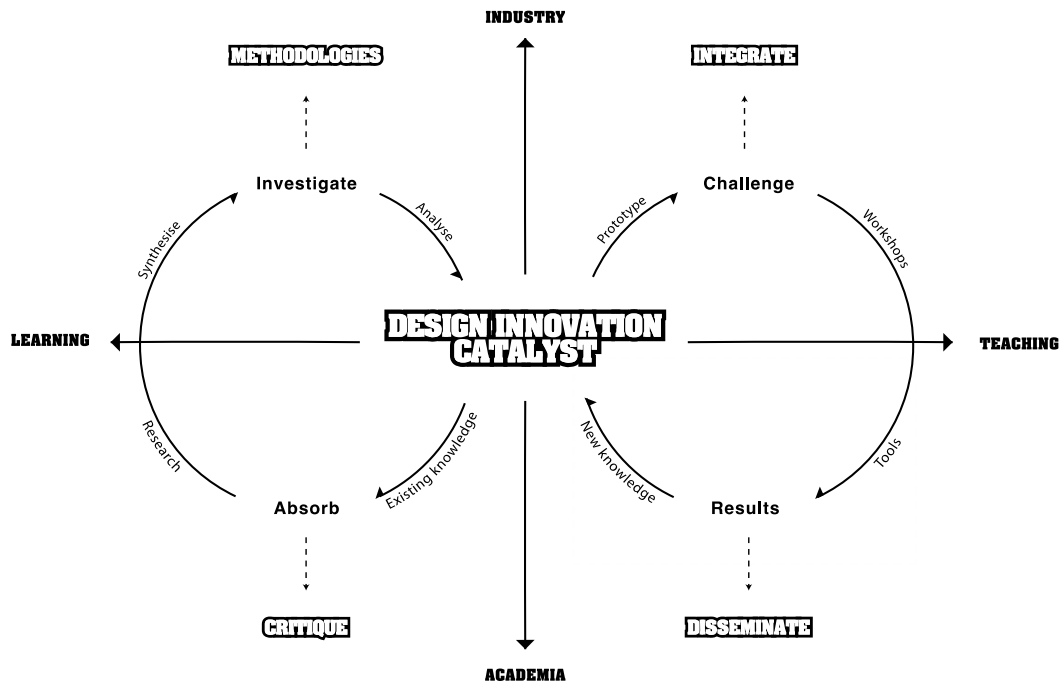 INDUSTRY
METHODOLOGIES
INTEGRATE
Investigate
Challenge
Synthesise
Analyse
Prototype
Workshops
LEARNING
DESIGN INNOVATION
CATALYST
TEACHING
Research
Existing knowledge
New knowledge
Tools
Absorb
Results
CRITIQUE
DISSEMINATE
ACADEMIA